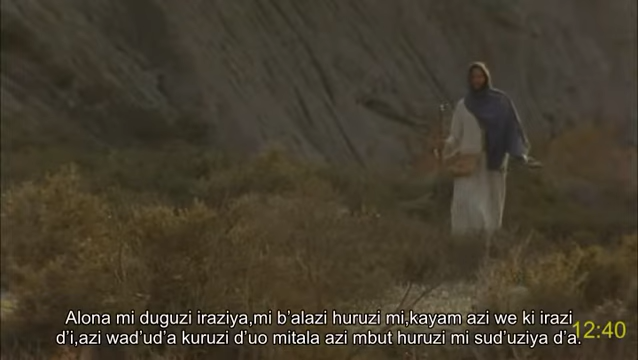 Alona mi duguzi iraziya,mi b'alazi huruzi mi,kayam azi we ki irazi
d'i,azi wad'ud'a kuruzi d'uo mitala azi mbut huruzi mi sud'uziya d'a.
12:40